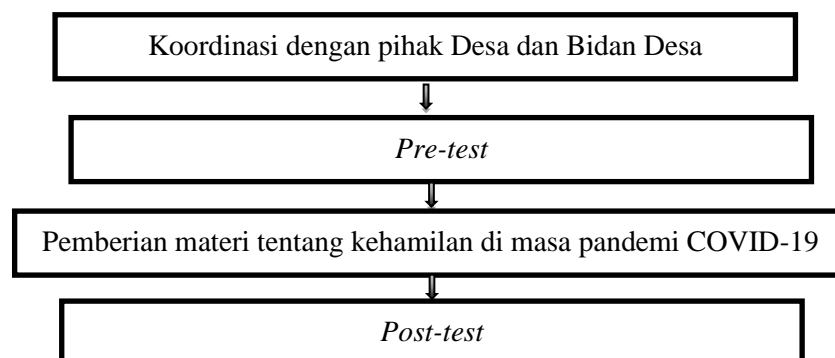 Koordinasi dengan pihak Desa dan Bidan Desa
Pre-test
Pemberian materi tentang kehamilan di masa pandemi COVID-19
Post-test